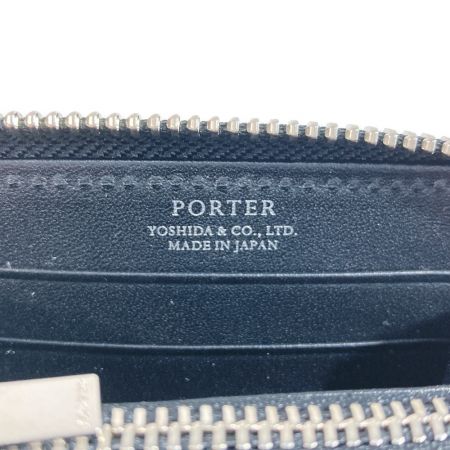 PORTER
YOSHIDA & CO., LTD.
MADE IN JAPAN